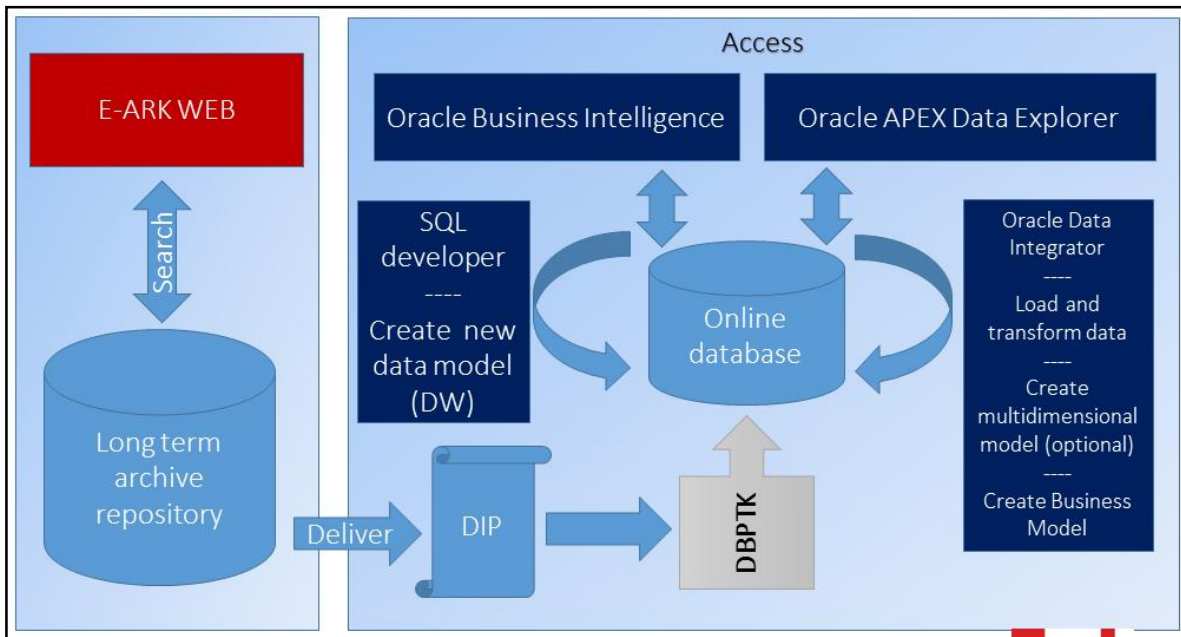 Access
E-ARK WEB
Oracle Business Intelligence
Oracle APEX Data Explorer
Search
SQL
developer
----
Create new
data model
(DW)
Online
database
Oracle Data
Integrator
----
Load and
transform data
----
Create
multidimensional
model (optional)
----
Create Business
Model
Long term
archive
repository
Deliver
DIP
DBPTK